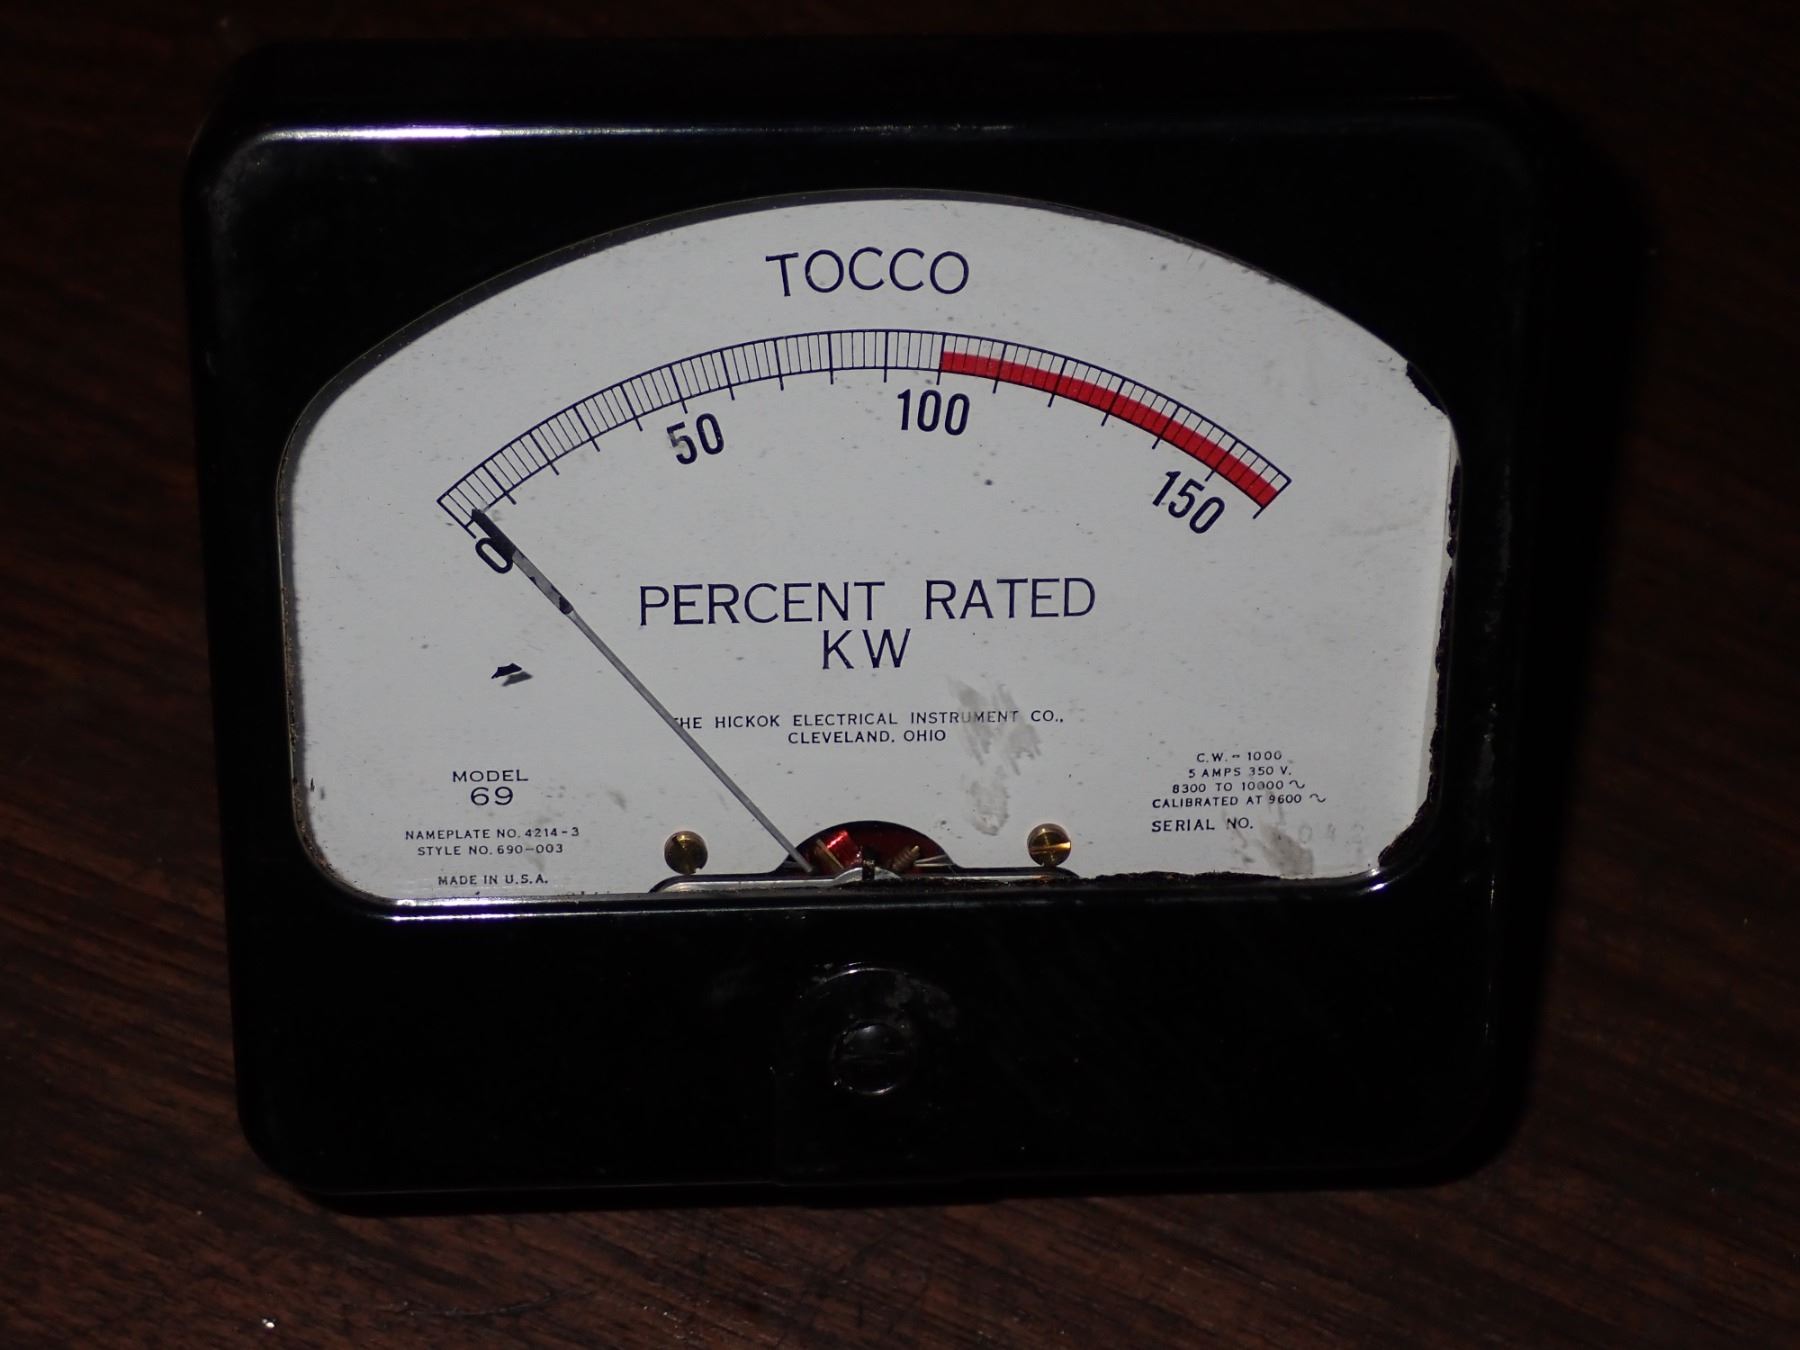 TOCCO
0 50 100 150
PERCENT RATED
KW
HE HICKOK ELECTRICAL INSTRUMENT CO.,
CLEVELAND, OHIO
MODEL
69
NAMEPLATE NO. 4214-3
STYLE NO. 690-003
MADE IN U.S.A.
C.W. - 1000
5 AMPS 350 V.
8300 TO 10000 ~
CALIBRATED AT 9600 ~
SERIAL NO.